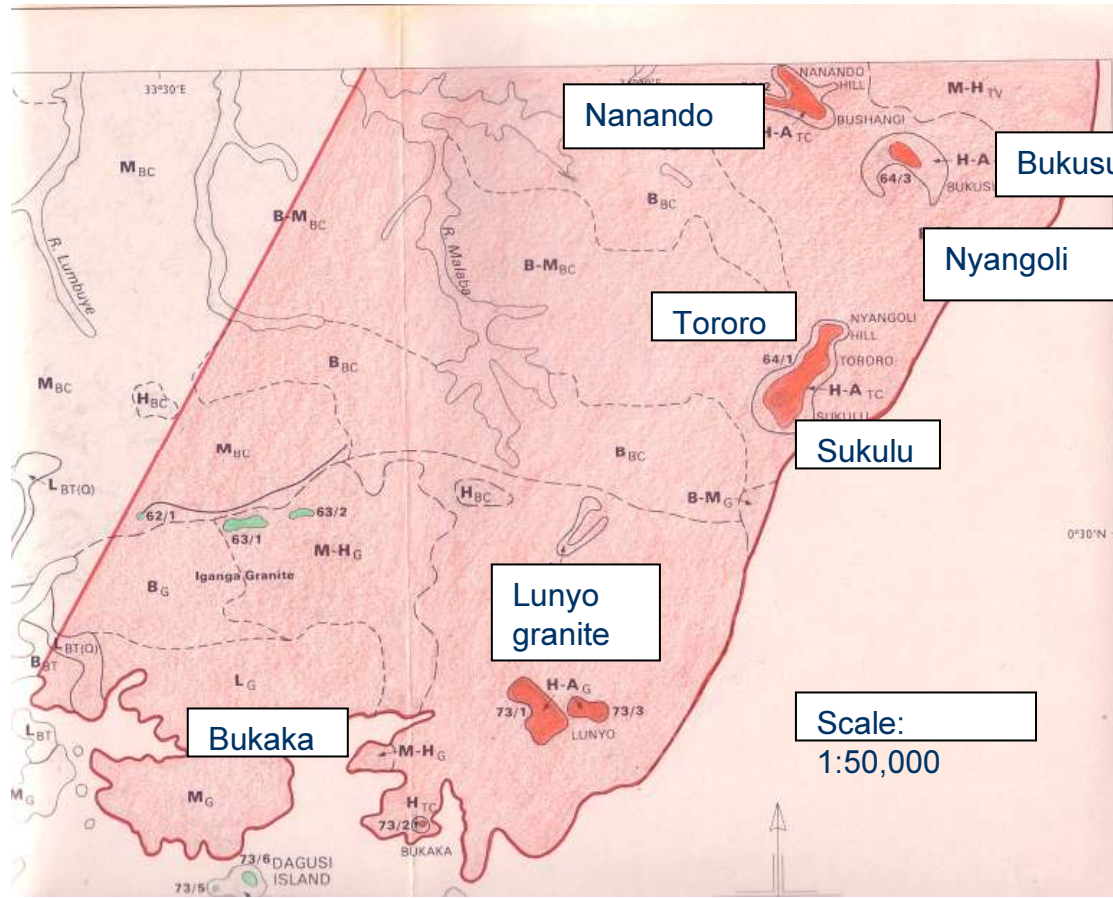 33°30'E
NANANDO
HILL
M-H TV
Nanando
BUSHANGI
H-A TC
M BC
H-A
Bukusu
64/3
BUKUSU
B BC
B-M BC
R. Malaba
R. Lumbuye
B-M BC
Nyangoli
Tororo
NYANGOLI
HILL
64/1
TORORO
B BC
H-A TC
M BC
H BC
SUKULU
Sukulu
M BC
B BC
L BT(Q)
H BC
B-M G
62/1
63/2
63/1
0°30'N
M-H G
Iganga Granite
B G
Lunyo
granite
L BT(Q)
B BT
L G
H-A G
73/1
73/3
LUNYO
Scale:
1:50,000
Bukaka
L BT
M-H G
M G
M G
H TC
73/2
BUKAKA
73/6
DAGUSI
ISLAND
73/5